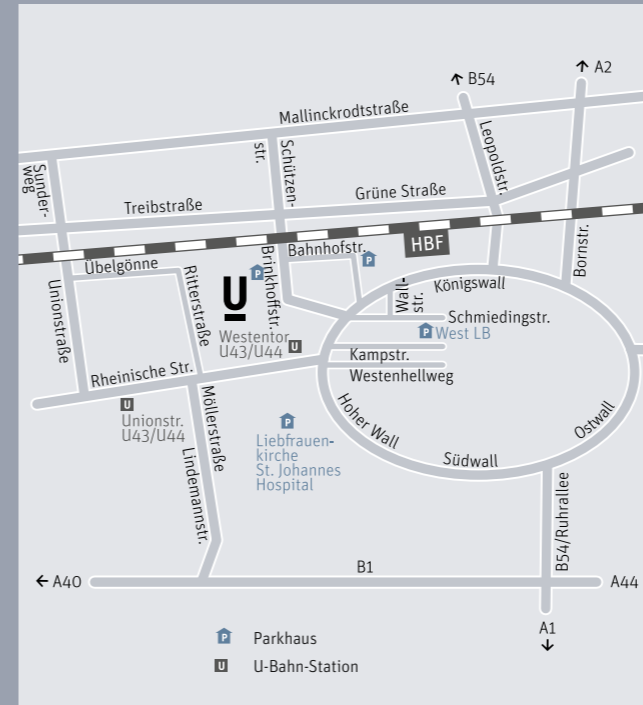 A2
B54
Mallinckrodtstraße
Sunder-
weg
Schützen-
str.
Leopoldstr.
Treibstraße
Grüne Straße
HBF
Bahnhofstr.
P
P
Bornstr.
Übelgönne
Ritterstraße
Brinkhoffstr.
Wall-
str.
Königswall
U
Unionstraße
Schmiedingstr.
P
West LB
Westentor
U43/U44
U
Kampstr.
Westenhellweg
Rheinische Str.
U
Unionstr.
U43/U44
Möllerstraße
Lindemannstr.
P
Liebfrauen-
kirche
St. Johannes
Hospital
Hoher Wall
Südwall
Ostwall
B54/Ruhrallee
B1
A40
A44
A1
P
Parkhaus
U
U-Bahn-Station